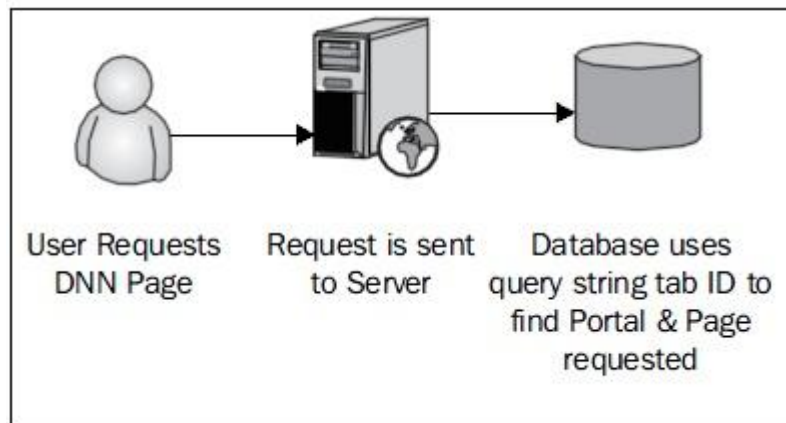 User Requests
DNN Page
Request is sent
to Server
Database uses
query string tab ID to
find Portal & Page
requested